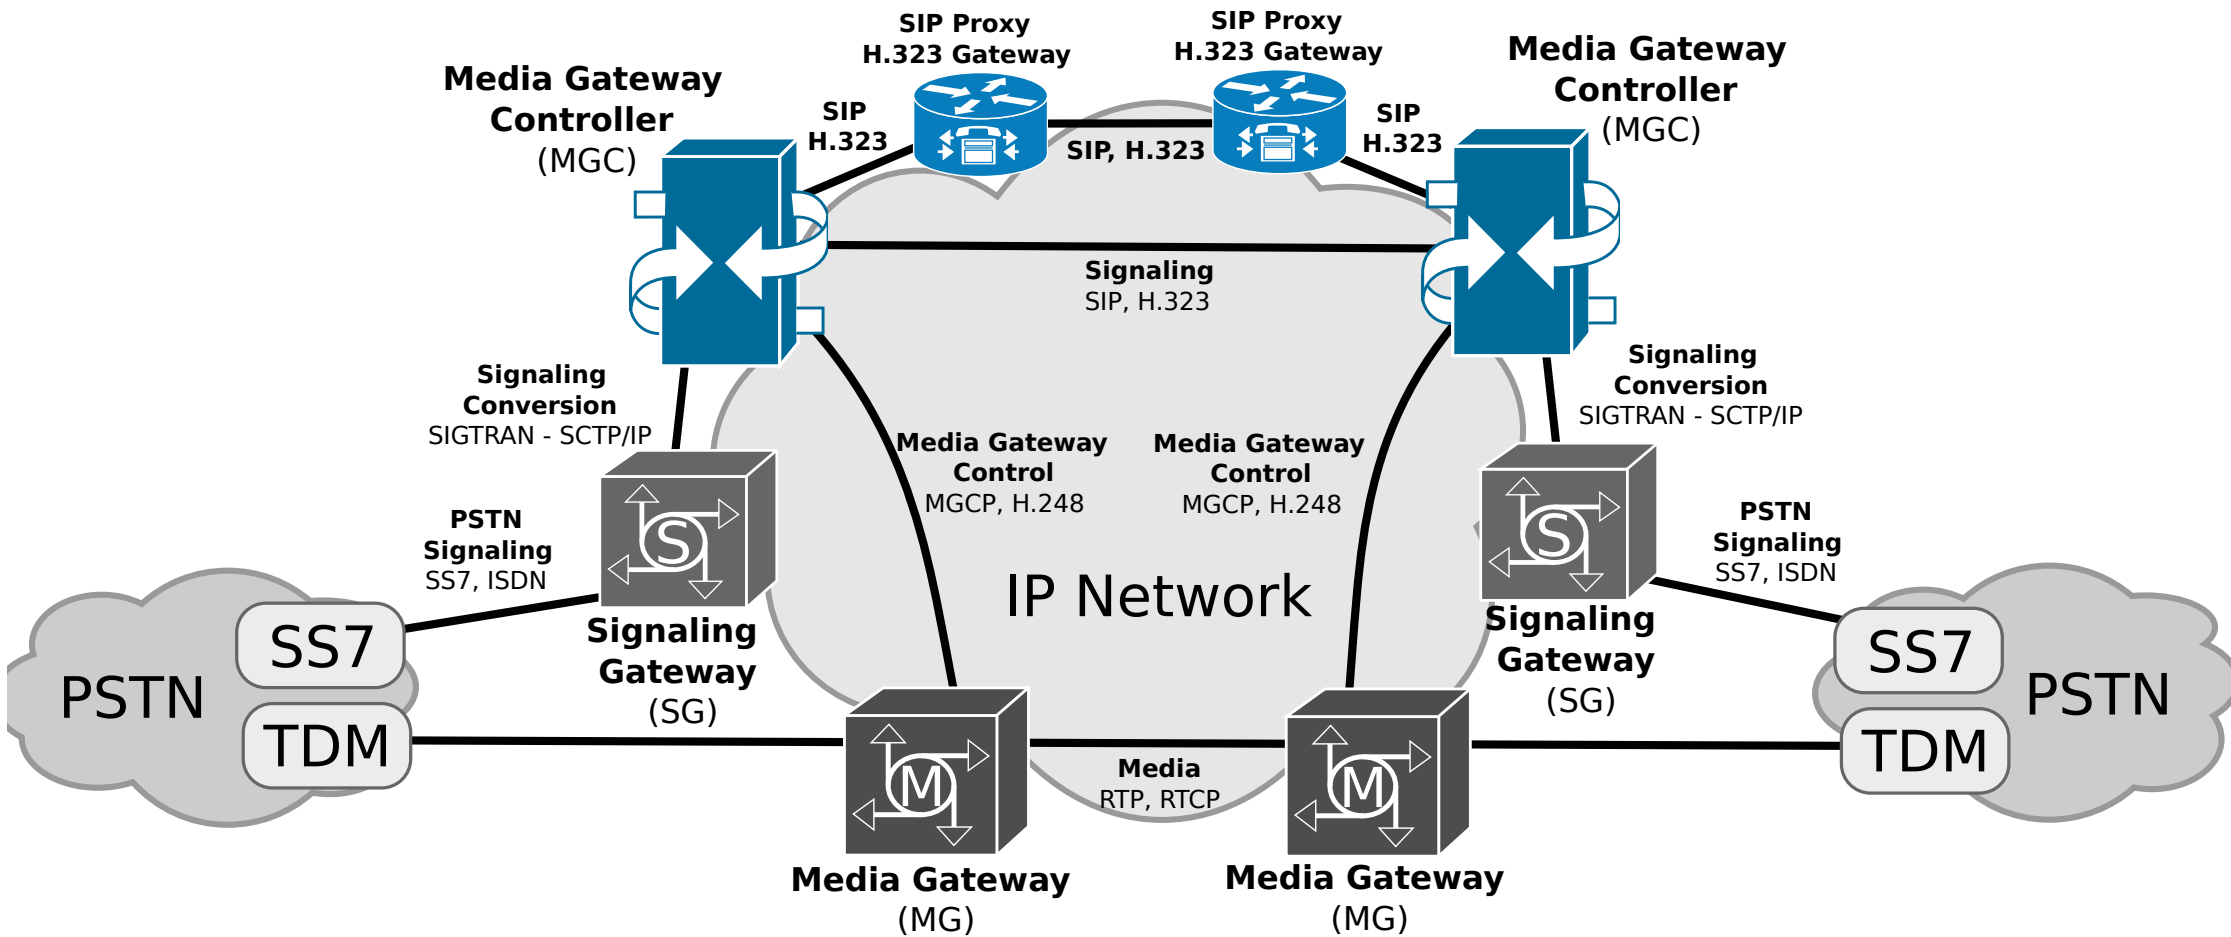 SIP Proxy
H.323 Gateway
SIP Proxy
H.323 Gateway
Media Gateway
Controller
(MGC)
Media Gateway
Controller
(MGC)
SIP
H.323
SIP, H.323
SIP
H.323
Signaling
SIP, H.323
Signaling
Conversion
SIGTRAN - SCTP/IP
Signaling
Conversion
SIGTRAN - SCTP/IP
Media Gateway
Control
MGCP, H.248
Media Gateway
Control
MGCP, H.248
PSTN
Signaling
SS7, ISDN
PSTN
Signaling
SS7, ISDN
S
S
IP Network
Signaling
Gateway
(SG)
Signaling
Gateway
(SG)
PSTN
SS7
TDM
SS7
TDM
PSTN
M
M
Media
RTP, RTCP
Media Gateway
(MG)
Media Gateway
(MG)